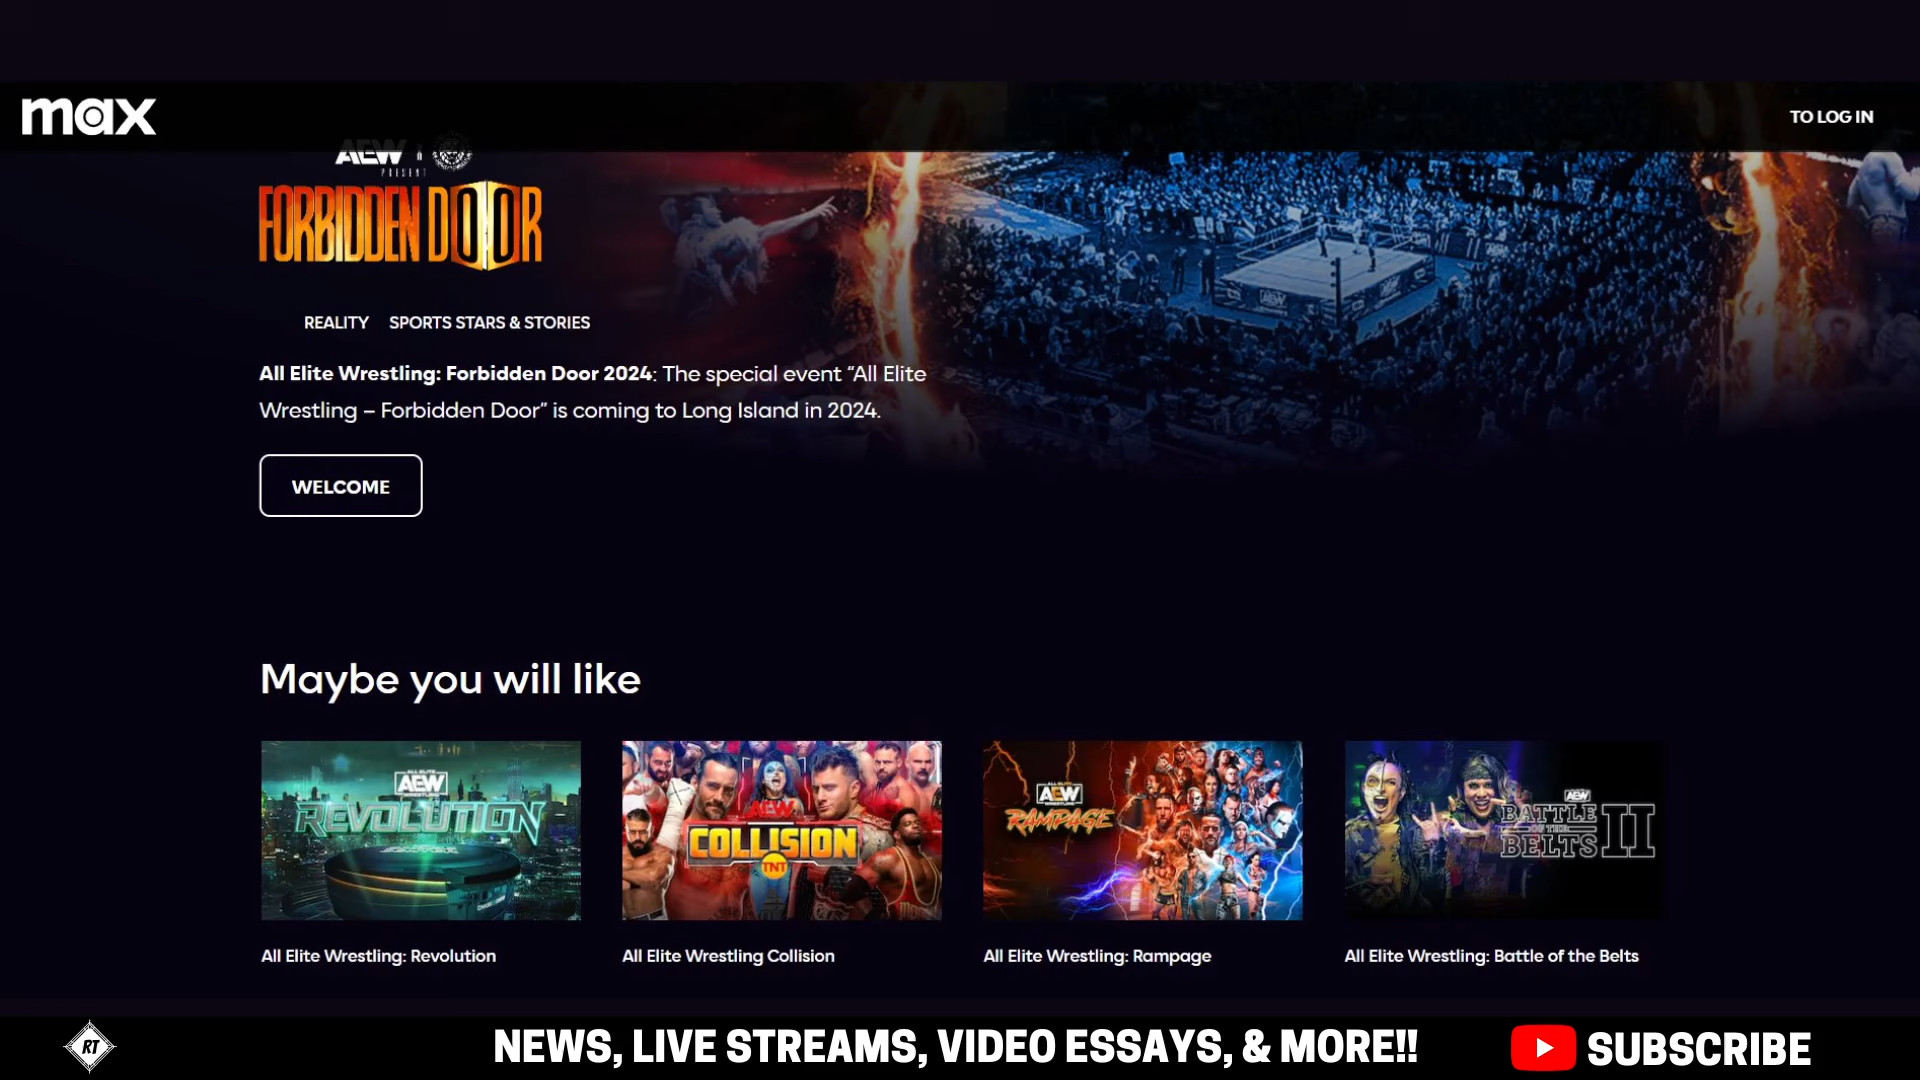 max
TO LOG IN
AEW
PRESENT
FORBIDDEN DOOR
REALITY SPORTS STARS & STORIES
All Elite Wrestling: Forbidden Door 2024: The special event “All Elite
Wrestling – Forbidden Door” is coming to Long Island in 2024.
WELCOME
Maybe you will like
AEW
REVOLUTION
AEW
COLLISION
TNT
AEW
RAMPAGE
AEW
BATTLE
OF THE
BELTS II
All Elite Wrestling: Revolution
All Elite Wrestling Collision
All Elite Wrestling: Rampage
All Elite Wrestling: Battle of the Belts
RT
NEWS, LIVE STREAMS, VIDEO ESSAYS, & MORE!!
SUBSCRIBE